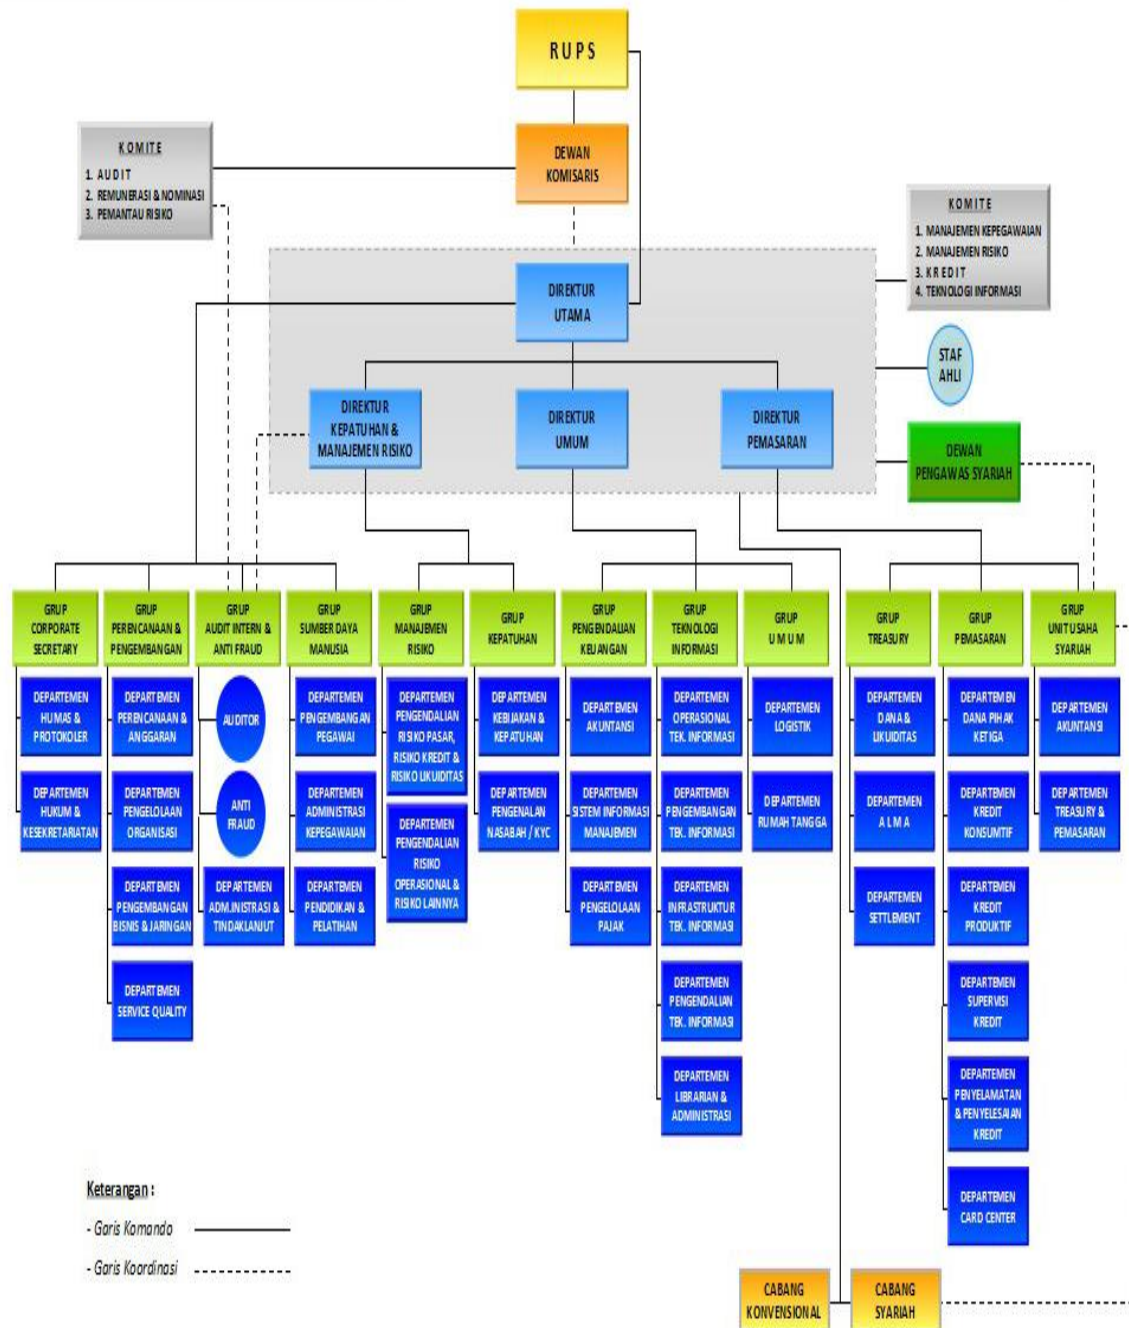 R U P S
DEWAN
KOMISARIS
KOMITE
1. AUDIT
2. REMUNERASI & NOMINASI
3. PEMANTAU RISIKO
KOMITE
1. MANAJEMEN KEPEGAWAIAN
2. MANAJEMEN RISIKO
3. KREDIT
4. TEKNOLOGI INFORMASI
DIREKTUR
UTAMA
STAF
AHLI
DIREKTUR
KEPATUHAN &
MANAJEMEN RISIKO
DIREKTUR
UMUM
DIREKTUR
PEMASARAN
DEWAN
PENGAWAS SYARIAH
GRUP
CORPORATE
SECRETARY
GRUP
PERENCANAAN &
PENGEMBANGAN
GRUP
AUDIT INTERN &
ANTI FRAUD
GRUP
SUMBER DAYA
MANUSIA
GRUP
MANAJEMEN
RISIKO
GRUP
KEPATUHAN
GRUP
PENGENDALIAN
KEUANGAN
GRUP
TEKNOLOGI
INFORMASI
GRUP
U M U M
GRUP
TREASURY
GRUP
PEMASARAN
GRUP
UNIT USAHA
SYARIAH
DEPARTEMEN
HUMAS &
PROTOKOLER
DEPARTEMEN
HUKUM &
KESEKRETARIATAN
DEPARTEMEN
PERENCANAAN &
ANGGARAN
DEPARTEMEN
PENGELOLAAN
ORGANISASI
DEPARTEMEN
PENGEMBANGAN
BISNIS & JARINGAN
DEPARTEMEN
SERVICE QUALITY
AUDITOR
ANTI
FRAUD
DEPARTEMEN
ADMINISTRASI &
TINDAKLANJUT
DEPARTEMEN
PENGEMBANGAN
PEGAWAI
DEPARTEMEN
ADMINISTRASI
KEPEGAWAIAN
DEPARTEMEN
PENDIDIKAN &
PELATIHAN
DEPARTEMEN
PENGENDALIAN
RISIKO PASAR,
RISIKO KREDIT &
RISIKO LIKUIDITAS
DEPARTEMEN
PENGENDALIAN
RISIKO
OPERASIONAL &
RISIKO LAINNYA
DEPARTEMEN
KEBIJAKAN &
KEPATUHAN
DEPARTEMEN
PENGENALAN
NASABAH / KYC
DEPARTEMEN
AKUNTANSI
DEPARTEMEN
SISTEM INFORMASI
MANAJEMEN
DEPARTEMEN
PENGELOLAAN
PAJAK
DEPARTEMEN
OPERASIONAL
TEK. INFORMASI
DEPARTEMEN
PENGEMBANGAN
TEK. INFORMASI
DEPARTEMEN
INFRASTRUKTUR
TEK. INFORMASI
DEPARTEMEN
PENGENDALIAN
TEK. INFORMASI
DEPARTEMEN
LIBRARIAN &
ADMINISTRASI
DEPARTEMEN
LOGISTIK
DEPARTEMEN
RUMAH TANGGA
DEPARTEMEN
DANA &
LIKUIDITAS
DEPARTEMEN
A L M A
DEPARTEMEN
SETTLEMENT
DEPARTEMEN
DANA PIHAK
KETIGA
DEPARTEMEN
KREDIT
KONSUMTIF
DEPARTEMEN
KREDIT
PRODUKTIF
DEPARTEMEN
SUPERVISI
KREDIT
DEPARTEMEN
PENYELAMATAN
& PENYELESAIAN
KREDIT
DEPARTEMEN
CARD CENTER
DEPARTEMEN
AKUNTANSI
DEPARTEMEN
TREASURY &
PEMASARAN
Keterangan :
- Garis Komando
- Garis Koordinasi
CABANG
KONVENSIONAL
CABANG
SYARIAH